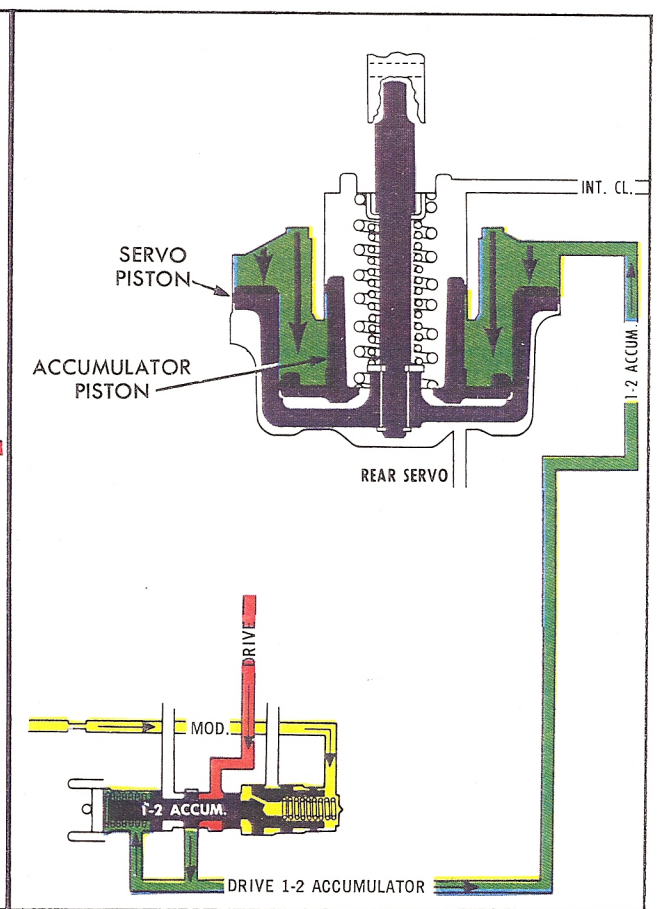 INT. CL.
SERVO
PISTON
ACCUMULATOR
PISTON
1-2 ACCUM.
REAR SERVO
DRIVE
MOD.
1-2 ACCUM.
DRIVE 1-2 ACCUMULATOR